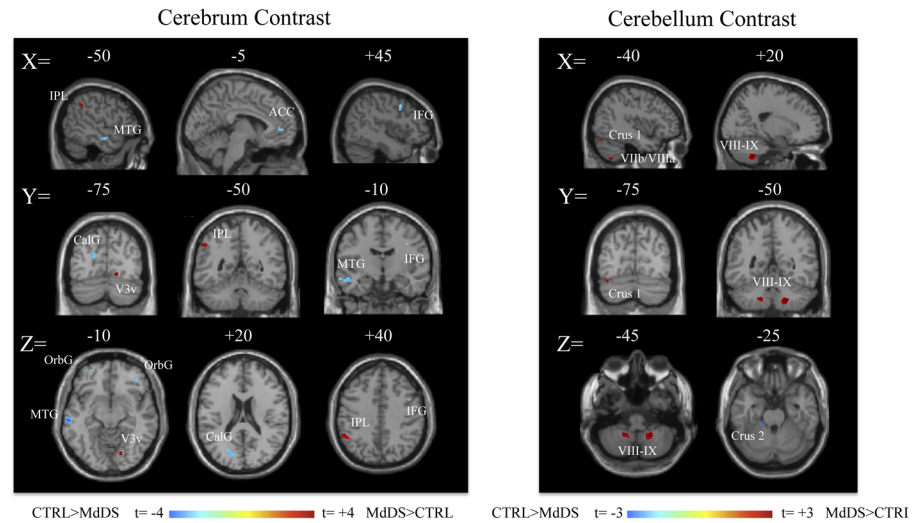 Cerebrum Contrast
X= -50 -5 +45
IPL MTG ACC IFG
Y= -75 -50 -10
CalG V3v IPL MTG IFG
Z= -10 +20 +40
OrbG OrbG MTG V3v CalG IPL IFG
CTRL>MdDS t= -4 t= +4 MdDS>CTRL
Cerebellum Contrast
X= -40 +20
Crus 1 VIIb/VIIIa VIII-IX
Y= -75 -50
Crus 1 VIII-IX
Z= -45 -25
VIII-IX Crus 2
CTRL>MdDS t= -3 t= +3 MdDS>CTRl